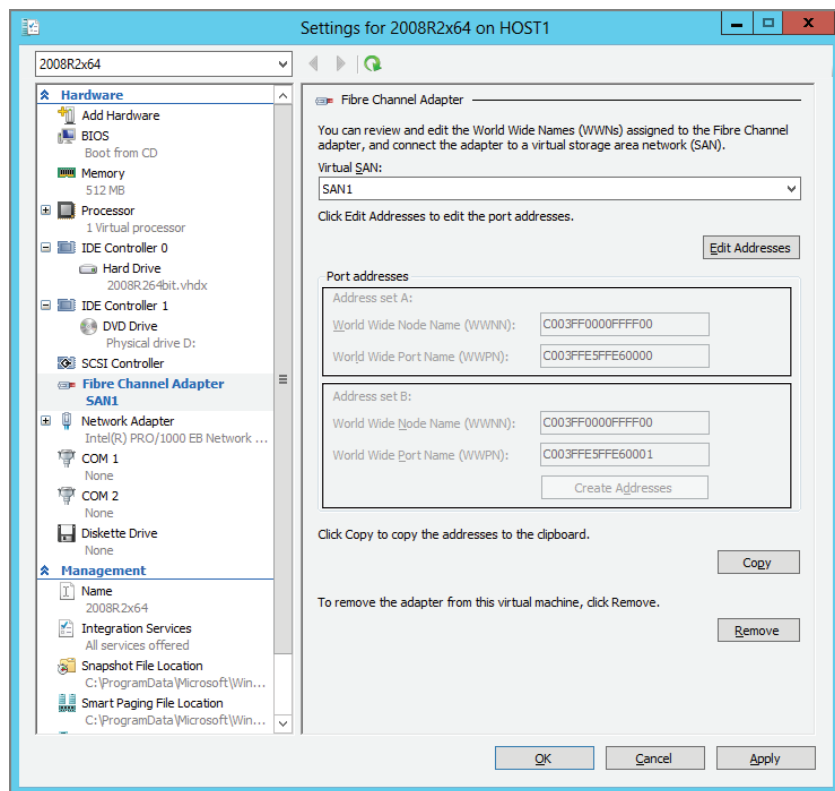 Settings for 2008R2x64 on HOST1
2008R2x64
Hardware
Add Hardware
BIOS
Boot from CD
Memory
512 MB
Processor
1 Virtual processor
IDE Controller 0
Hard Drive
2008R264bit.vhdx
IDE Controller 1
DVD Drive
Physical drive D:
SCSI Controller
Fibre Channel Adapter
SAN1
Network Adapter
Intel(R) PRO/1000 EB Network ...
COM 1
None
COM 2
None
Diskette Drive
None
Management
Name
2008R2x64
Integration Services
All services offered
Snapshot File Location
C:\ProgramData\Microsoft\Win...
Smart Paging File Location
C:\ProgramData\Microsoft\Win...
Fibre Channel Adapter
You can review and edit the World Wide Names (WWNs) assigned to the Fibre Channel
adapter, and connect the adapter to a virtual storage area network (SAN).
Virtual SAN:
SAN1
Click Edit Addresses to edit the port addresses.
Edit Addresses
Port addresses
Address set A:
World Wide Node Name (WWNN): C003FF0000FFFF00
World Wide Port Name (WWPN): C003FFE5FFE60000
Address set B:
World Wide Node Name (WWNN): C003FF0000FFFF00
World Wide Port Name (WWPN): C003FFE5FFE60001
Create Addresses
Click Copy to copy the addresses to the clipboard.
Copy
To remove the adapter from this virtual machine, click Remove.
Remove
OK Cancel Apply